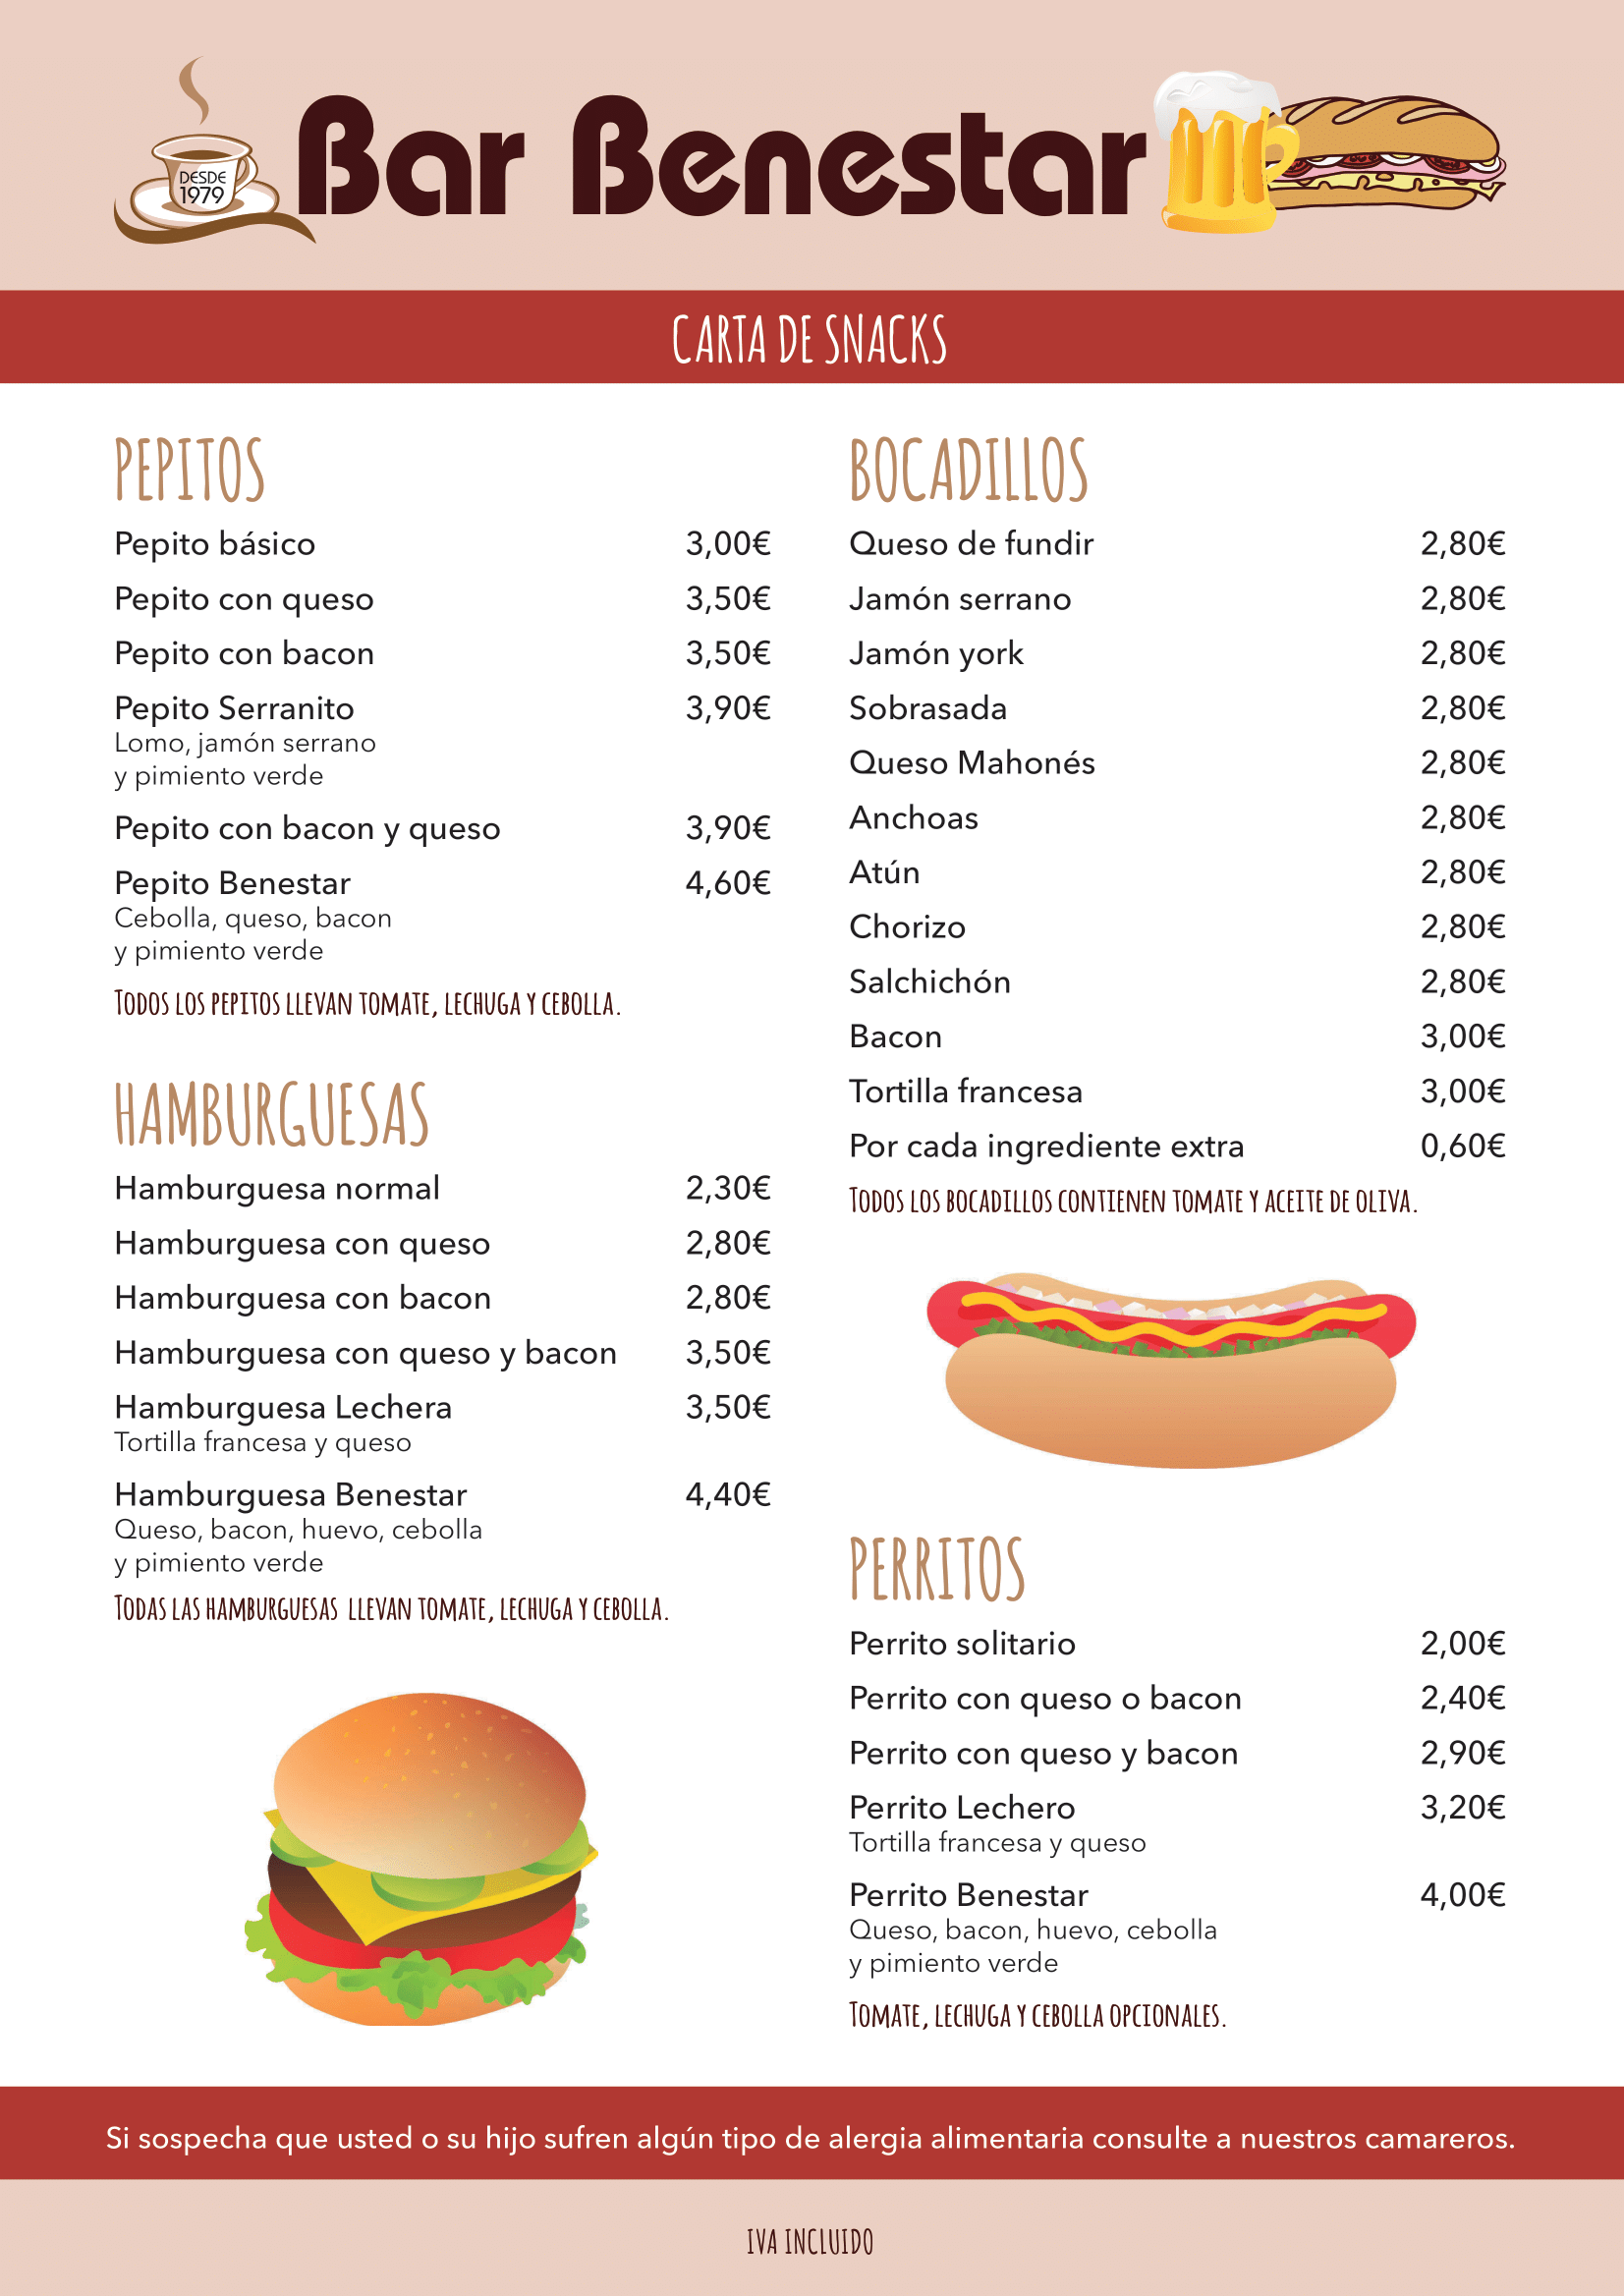 DESDE
1979
Bar Benestar
CARTA DE SNACKS
PEPITOS
Pepito básico 3,00€
Pepito con queso 3,50€
Pepito con bacon 3,50€
Pepito Serranito 3,90€
Lomo, jamón serrano
y pimiento verde
Pepito con bacon y queso 3,90€
Pepito Benestar 4,60€
Cebolla, queso, bacon
y pimiento verde
Todos los pepitos llevan tomate, lechuga y cebolla.
HAMBURGUESAS
Hamburguesa normal 2,30€
Hamburguesa con queso 2,80€
Hamburguesa con bacon 2,80€
Hamburguesa con queso y bacon 3,50€
Hamburguesa Lechera 3,50€
Tortilla francesa y queso
Hamburguesa Benestar 4,40€
Queso, bacon, huevo, cebolla
y pimiento verde
Todas las hamburguesas llevan tomate, lechuga y cebolla.
BOCADILLOS
Queso de fundir 2,80€
Jamón serrano 2,80€
Jamón york 2,80€
Sobrasada 2,80€
Queso Mahonés 2,80€
Anchoas 2,80€
Atún 2,80€
Chorizo 2,80€
Salchichón 2,80€
Bacon 3,00€
Tortilla francesa 3,00€
Por cada ingrediente extra 0,60€
Todos los bocadillos contienen tomate y aceite de oliva.
PERRITOS
Perrito solitario 2,00€
Perrito con queso o bacon 2,40€
Perrito con queso y bacon 2,90€
Perrito Lechero 3,20€
Tortilla francesa y queso
Perrito Benestar 4,00€
Queso, bacon, huevo, cebolla
y pimiento verde
Tomate, lechuga y cebolla opcionales.
Si sospecha que usted o su hijo sufren algún tipo de alergia alimentaria consulte a nuestros camareros.
IVA INCLUIDO